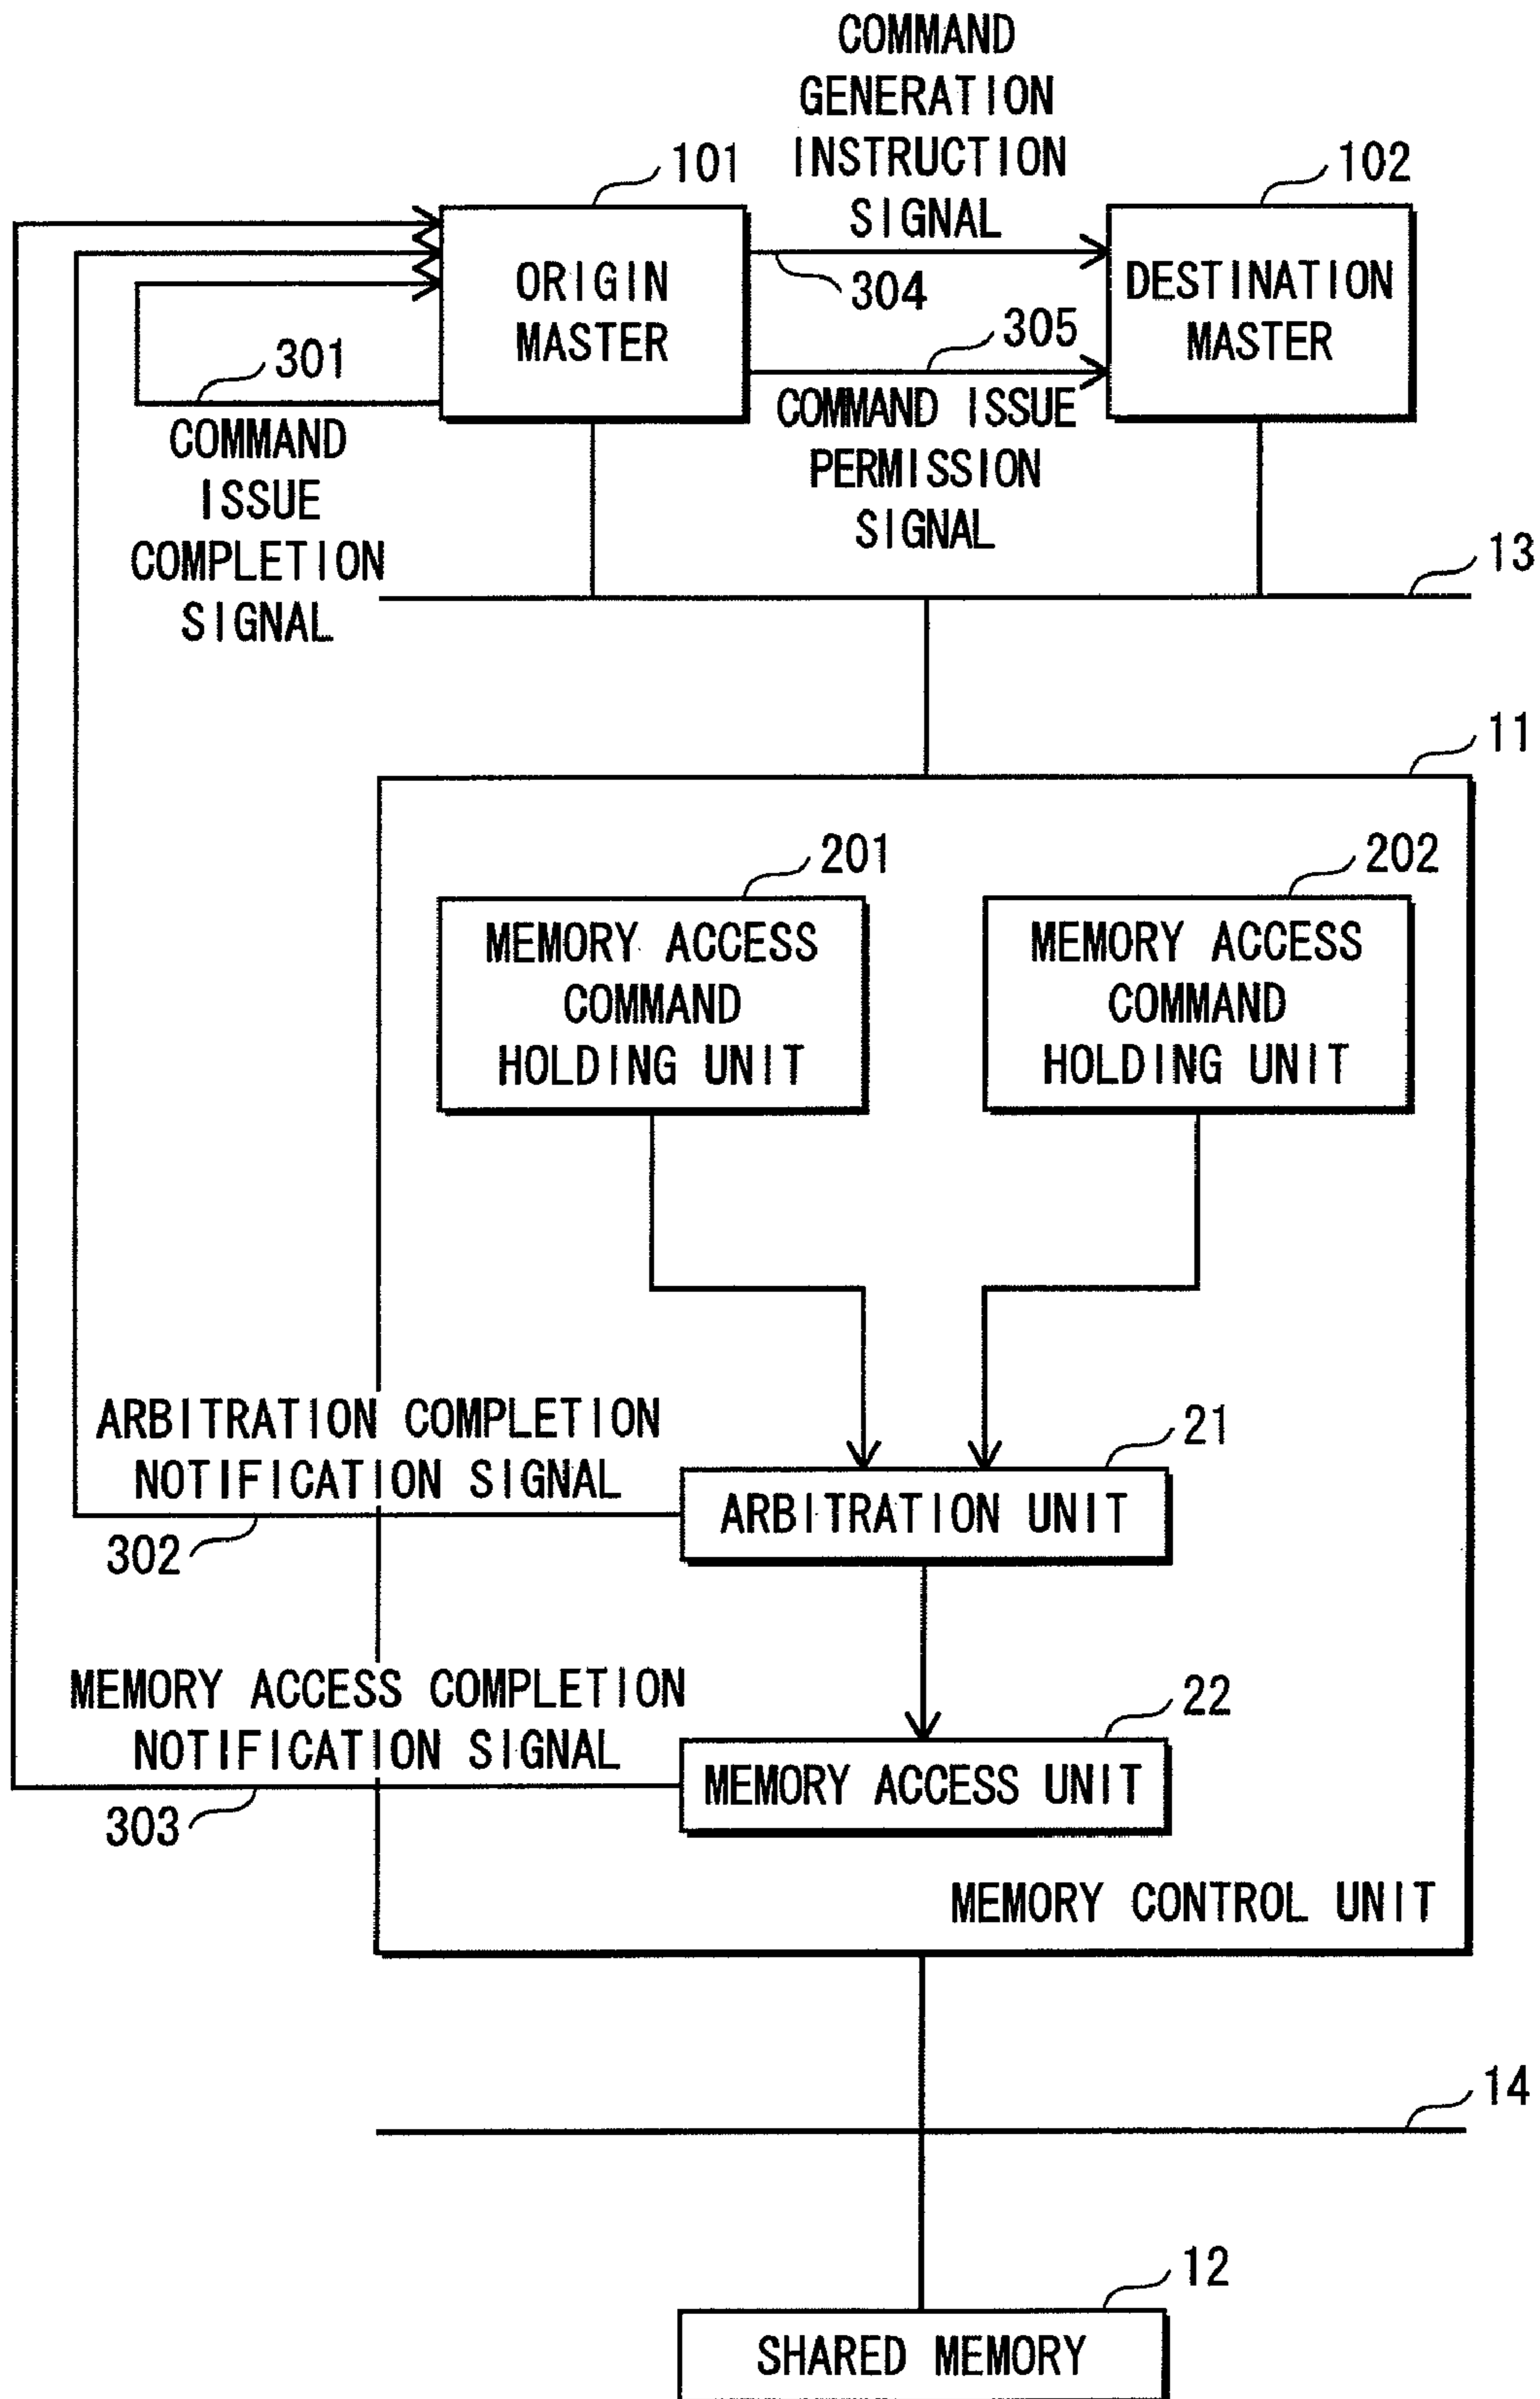 COMMAND
GENERATION
INSTRUCTION
SIGNAL
101
102
304
ORIGIN
MASTER
DESTINATION
MASTER
305
301
COMMAND ISSUE
PERMISSION
SIGNAL
COMMAND
ISSUE
COMPLETION
SIGNAL
13
11
201
202
MEMORY ACCESS
COMMAND
HOLDING UNIT
MEMORY ACCESS
COMMAND
HOLDING UNIT
ARBITRATION COMPLETION
NOTIFICATION SIGNAL
21
ARBITRATION UNIT
302
MEMORY ACCESS COMPLETION
NOTIFICATION SIGNAL
22
MEMORY ACCESS UNIT
303
MEMORY CONTROL UNIT
14
12
SHARED MEMORY